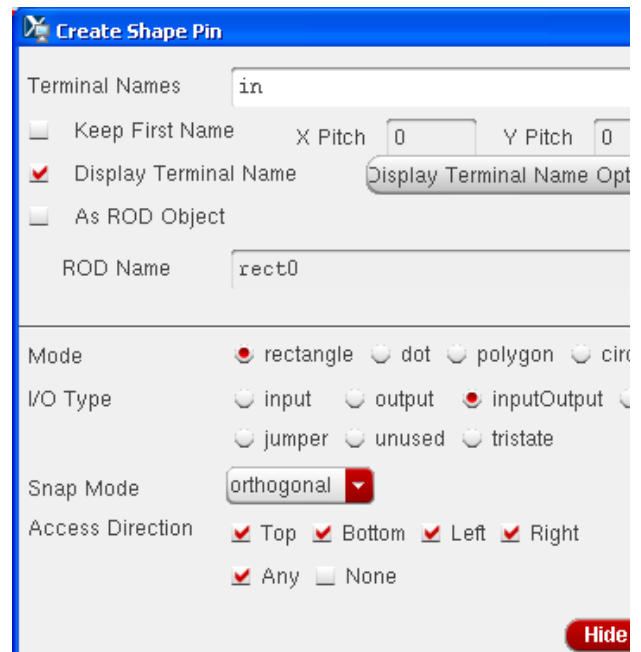 Create Shape Pin
Terminal Names in
Keep First Name X Pitch 0 Y Pitch 0
Display Terminal Name Display Terminal Name Opt
As ROD Object
ROD Name rect0
Mode rectangle dot polygon circ
I/O Type input output inputOutput
jumper unused tristate
Snap Mode orthogonal
Access Direction Top Bottom Left Right
Any None
Hide